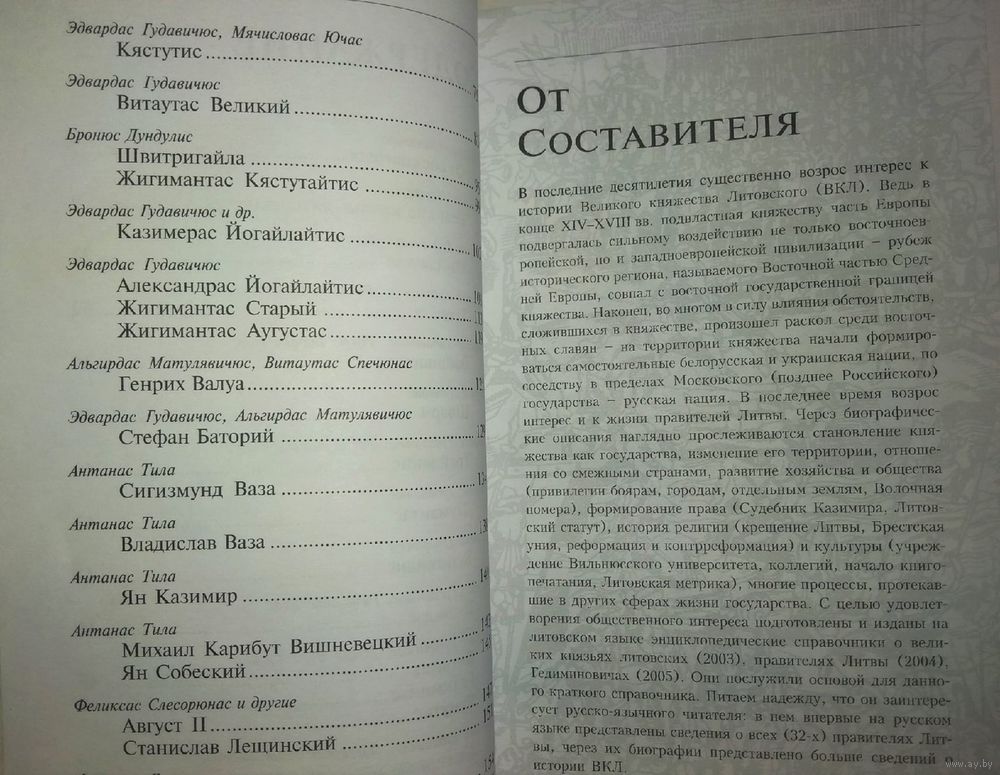 Эдвардас Гудавичюс, Мячисловас Ючас
Кястутис
Эдвардас Гудавичюс
Витаутас Великий
Бронюс Дундулис
Швитригайла
Жигимантас Кястутайтис
Эдвардас Гудавичюс и др.
Казимерас Йогайлайтис
Эдвардас Гудавичюс
Александрас Йогайлайтис
Жигимантас Старый
Жигимантас Аугустас
Альгирдас Матулявичюс, Витаутас Спечюнас
Генрих Валуа
Эдвардас Гудавичюс, Альгирдас Матулявичюс
Стефан Баторий
Антанас Тила
Сигизмунд Ваза
Антанас Тила
Владислав Ваза
Антанас Тила
Ян Казимир
Антанас Тила
Михаил Карибут Вишневецкий
Ян Собеский
Феликсас Слесорюнас и другие
Август II
Станислав Лещинский
От
Составителя
В последние десятилетия существенно возрос интерес к
истории Великого княжества Литовского (ВКЛ). Ведь в
конце XIV–XVIII вв. подвластная княжеству часть Европы
подвергалась сильному воздействию не только восточноев-
ропейской, но и западноевропейской цивилизации – рубеж
исторического региона, называемого Восточной частью Сред-
ней Европы, совпал с восточной государственной границей
княжества. Наконец, во многом в силу влияния обстоятельств,
сложившихся в княжестве, произошел раскол среди восточ-
ных славян – на территории княжества начали формиро-
ваться самостоятельные белорусская и украинская нации, по
соседству в пределах Московского (позднее Российского)
государства – русская нация. В последнее время возрос
интерес и к жизни правителей Литвы. Через биографичес-
кие описания наглядно прослеживаются становление кня-
жества как государства, изменение его территории, отноше-
ния со смежными странами, развитие хозяйства и общества
(привилегии боярам, городам, отдельным землям, Волочная
померa), формирование права (Судебник Казимира, Литов-
ский статут), история религии (крещение Литвы, Брестская
уния, реформация и контрреформация) и культуры (учреж-
дение Вильнюсского университета, коллегий, начало книго-
печатания, Литовская метрика), многие процессы, протекав-
шие в других сферах жизни государства. С целью удовлет-
ворения общественного интереса подготовлены и изданы на
литовском языке энциклопедические справочники о вели-
ких князьях литовских (2003), правителях Литвы (2004),
Гедиминовичах (2005). Они послужили основой для данно-
го краткого справочника. Питаем надежду, что он заинтере-
сует русско-язычного читателя: в нем впервые на русском
языке представлены сведения о всех (32-х) правителях Лит-
вы, через их биографии представлено больше сведений о
истории ВКЛ.
www.ay.by